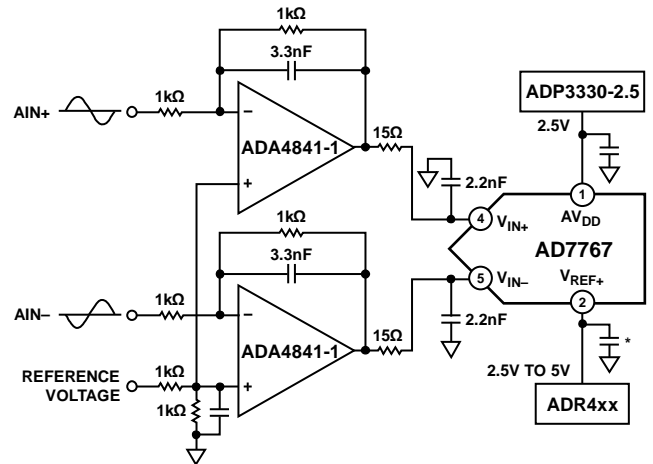 1kΩ
3.3nF
AIN+
1kΩ
−
+
ADA4841-1
15Ω
2.2nF
ADP3330-2.5
2.5V
1
AVDD
4
VIN+
AD7767
5
VIN−
VREF+
2
*
2.5V TO 5V
ADR4xx
1kΩ
3.3nF
AIN−
1kΩ
−
+
ADA4841-1
15Ω
2.2nF
REFERENCE
VOLTAGE
1kΩ
1kΩ